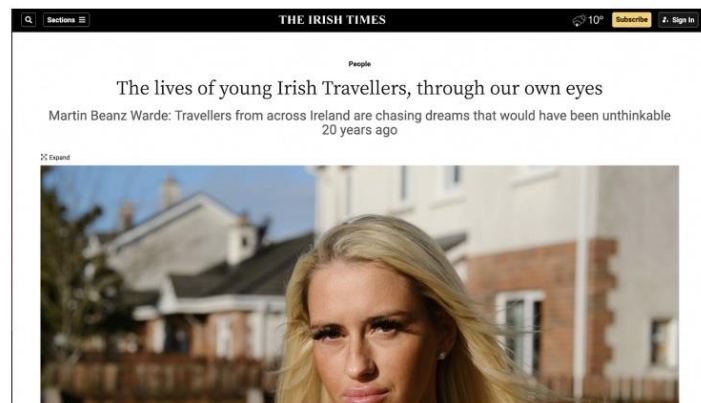 Sections
THE IRISH TIMES
10°
Subscribe
Sign In
People
The lives of young Irish Travellers, through our own eyes
Martin Beanz Warde: Travellers from across Ireland are chasing dreams that would have been unthinkable
20 years ago
Expand